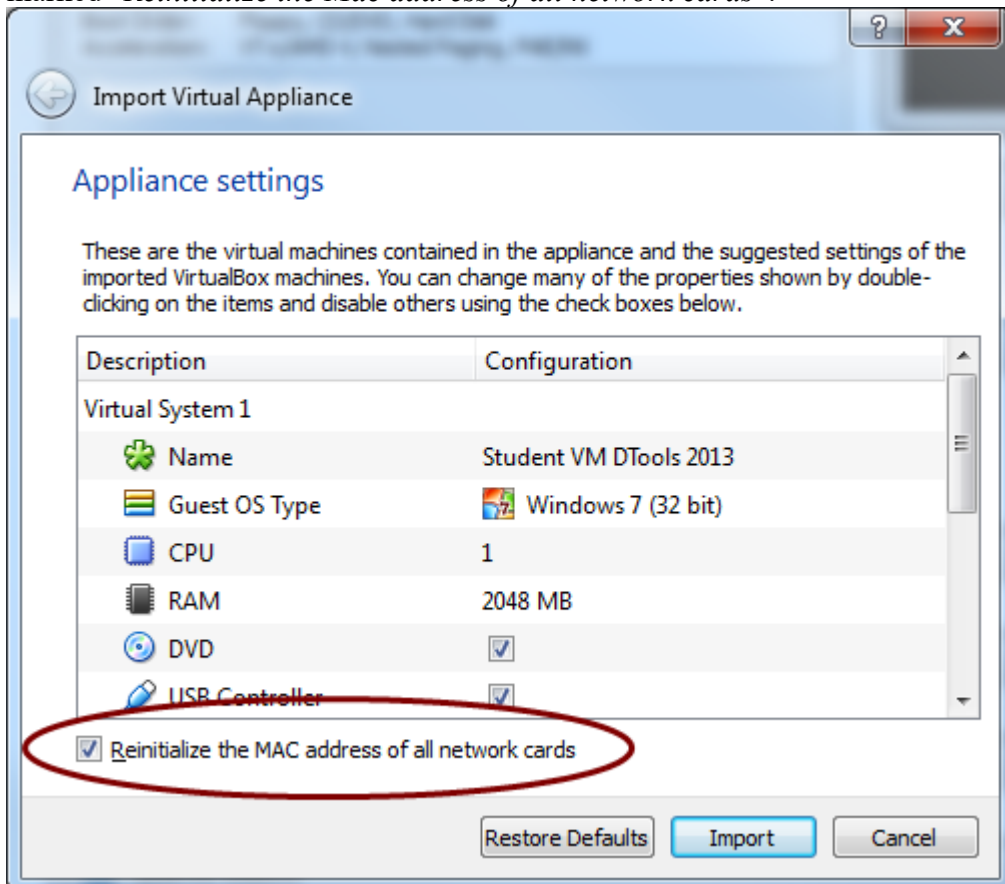 Import Virtual Appliance
Appliance settings
These are the virtual machines contained in the appliance and the suggested settings of the
imported VirtualBox machines. You can change many of the properties shown by double-
clicking on the items and disable others using the check boxes below.
Description Configuration
Virtual System 1
Name Student VM DTools 2013
Guest OS Type Windows 7 (32 bit)
CPU 1
RAM 2048 MB
DVD
USB Controller
Reinitialize the MAC address of all network cards
Restore Defaults Import Cancel